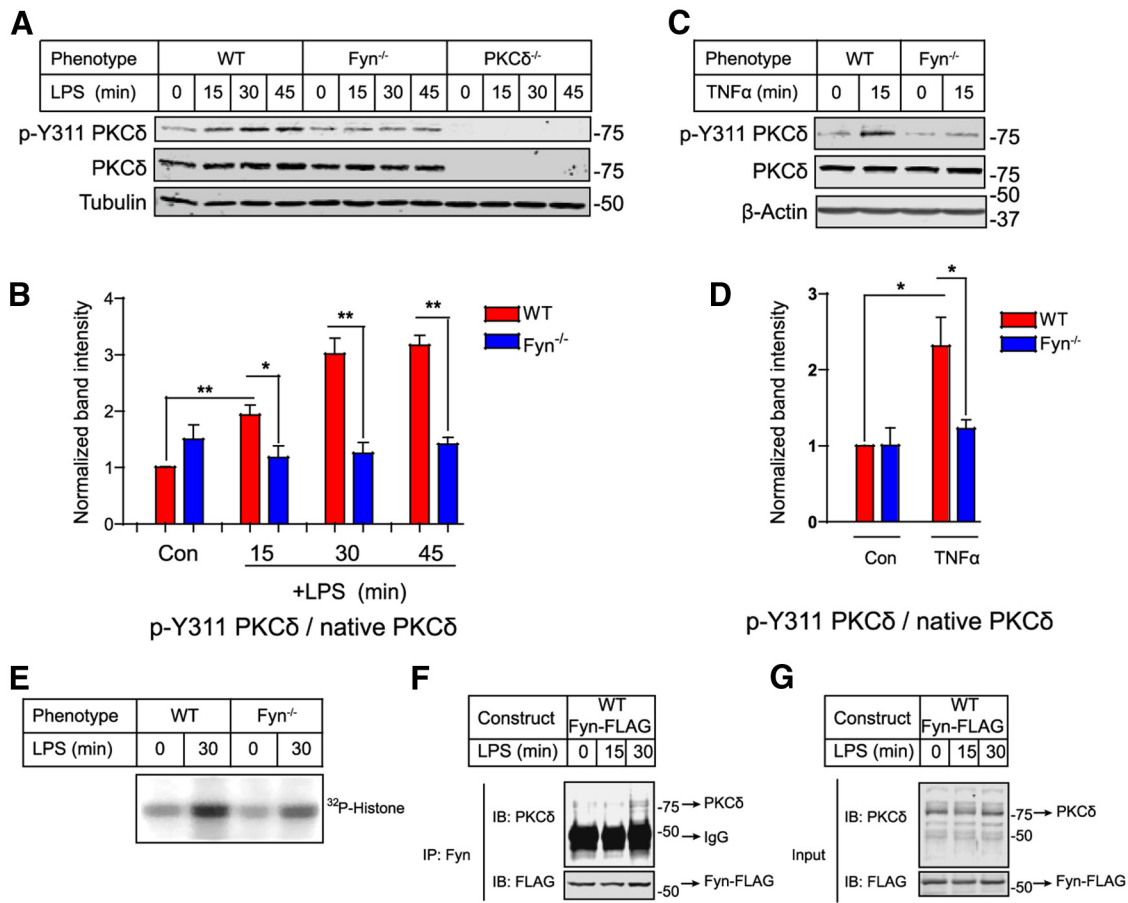 A
Phenotype WT Fyn-/- PKCδ-/-
LPS (min) 0 15 30 45 0 15 30 45 0 15 30 45
p-Y311 PKCδ -75
PKCδ -75
Tubulin -50
C
Phenotype WT Fyn-/-
TNFα (min) 0 15 0 15
p-Y311 PKCδ -75
PKCδ -75
-50
β-Actin -37
B
Normalized band intensity
4
3
2
1
0
** * ** **
WT
Fyn-/-
Con 15 30 45
+LPS (min)
p-Y311 PKCδ / native PKCδ
D
Normalized band intensity
3
2
1
0
* *
WT
Fyn-/-
Con TNFα
p-Y311 PKCδ / native PKCδ
E
Phenotype WT Fyn-/-
LPS (min) 0 30 0 30
32P-Histone
F
Construct WT
Fyn-FLAG
LPS (min) 0 15 30
IP: Fyn
IB: PKCδ -75 → PKCδ
-50 → IgG
IB: FLAG -50 → Fyn-FLAG
G
Construct WT
Fyn-FLAG
LPS (min) 0 15 30
Input
IB: PKCδ -75 → PKCδ
-50
IB: FLAG -50 → Fyn-FLAG